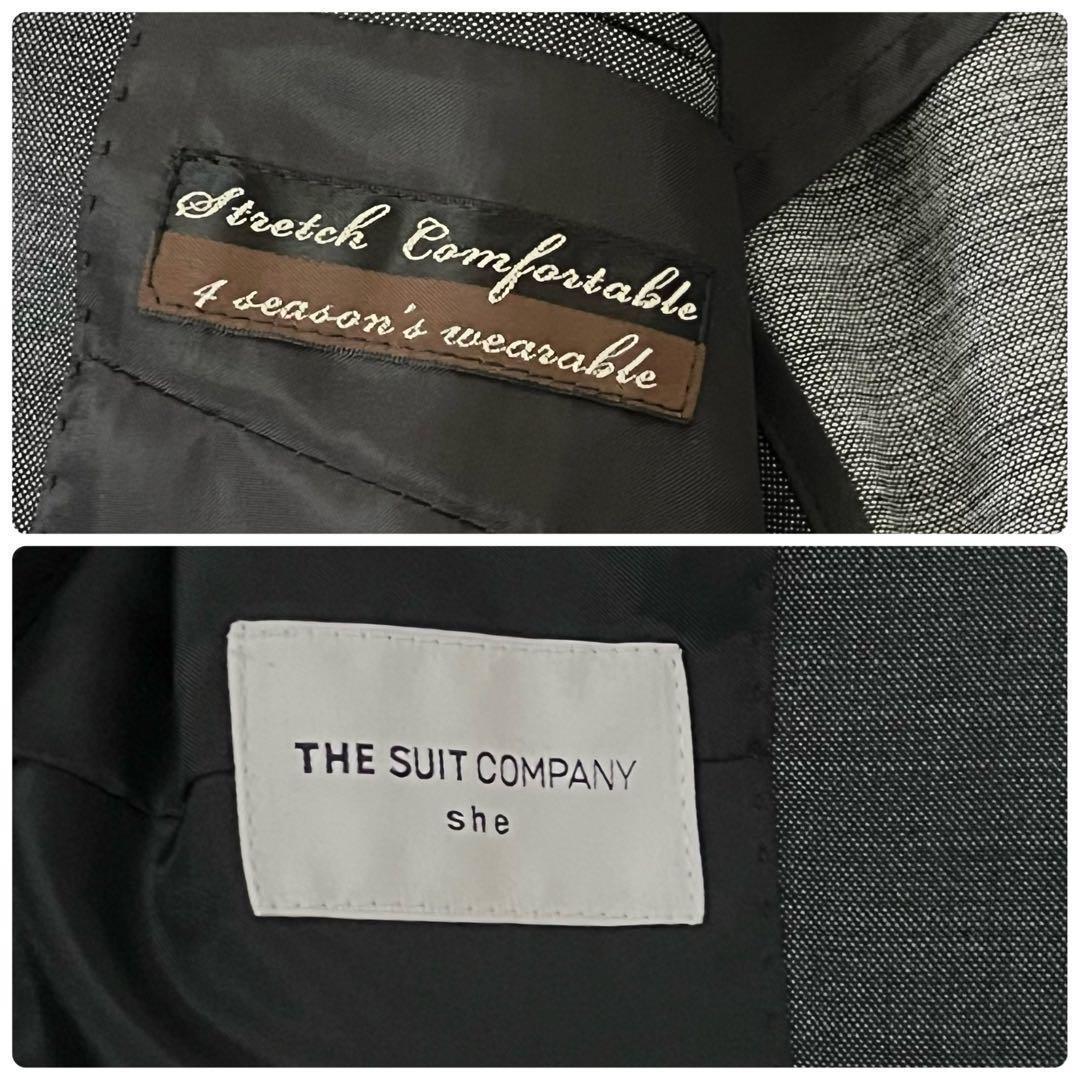 Stretch Comfortable
4 season's wearable
THE SUIT COMPANY
she